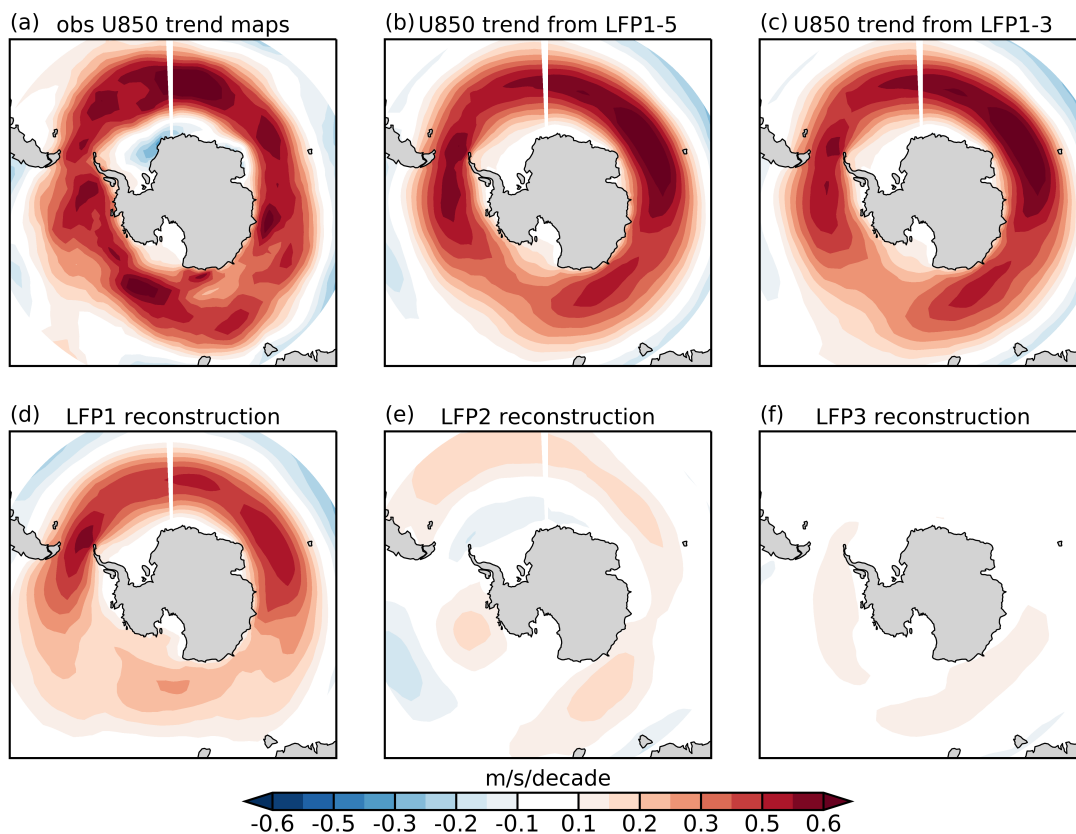 (a) obs U850 trend maps
(b) U850 trend from LFP1-5
(c) U850 trend from LFP1-3
(d) LFP1 reconstruction
(e) LFP2 reconstruction
(f) LFP3 reconstruction
m/s/decade
-0.6 -0.5 -0.3 -0.2 -0.1 0.1 0.2 0.3 0.5 0.6